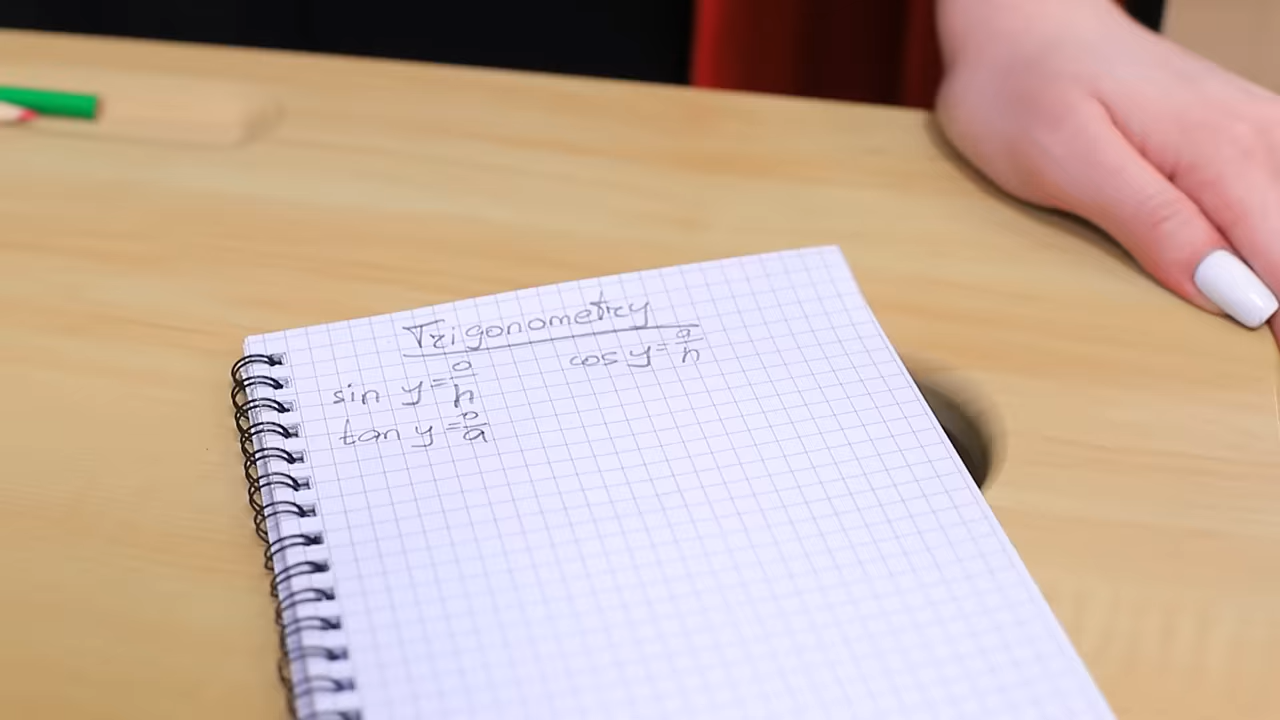 Trigonometry
sin y = o/h cos y = a/h
tan y = o/a